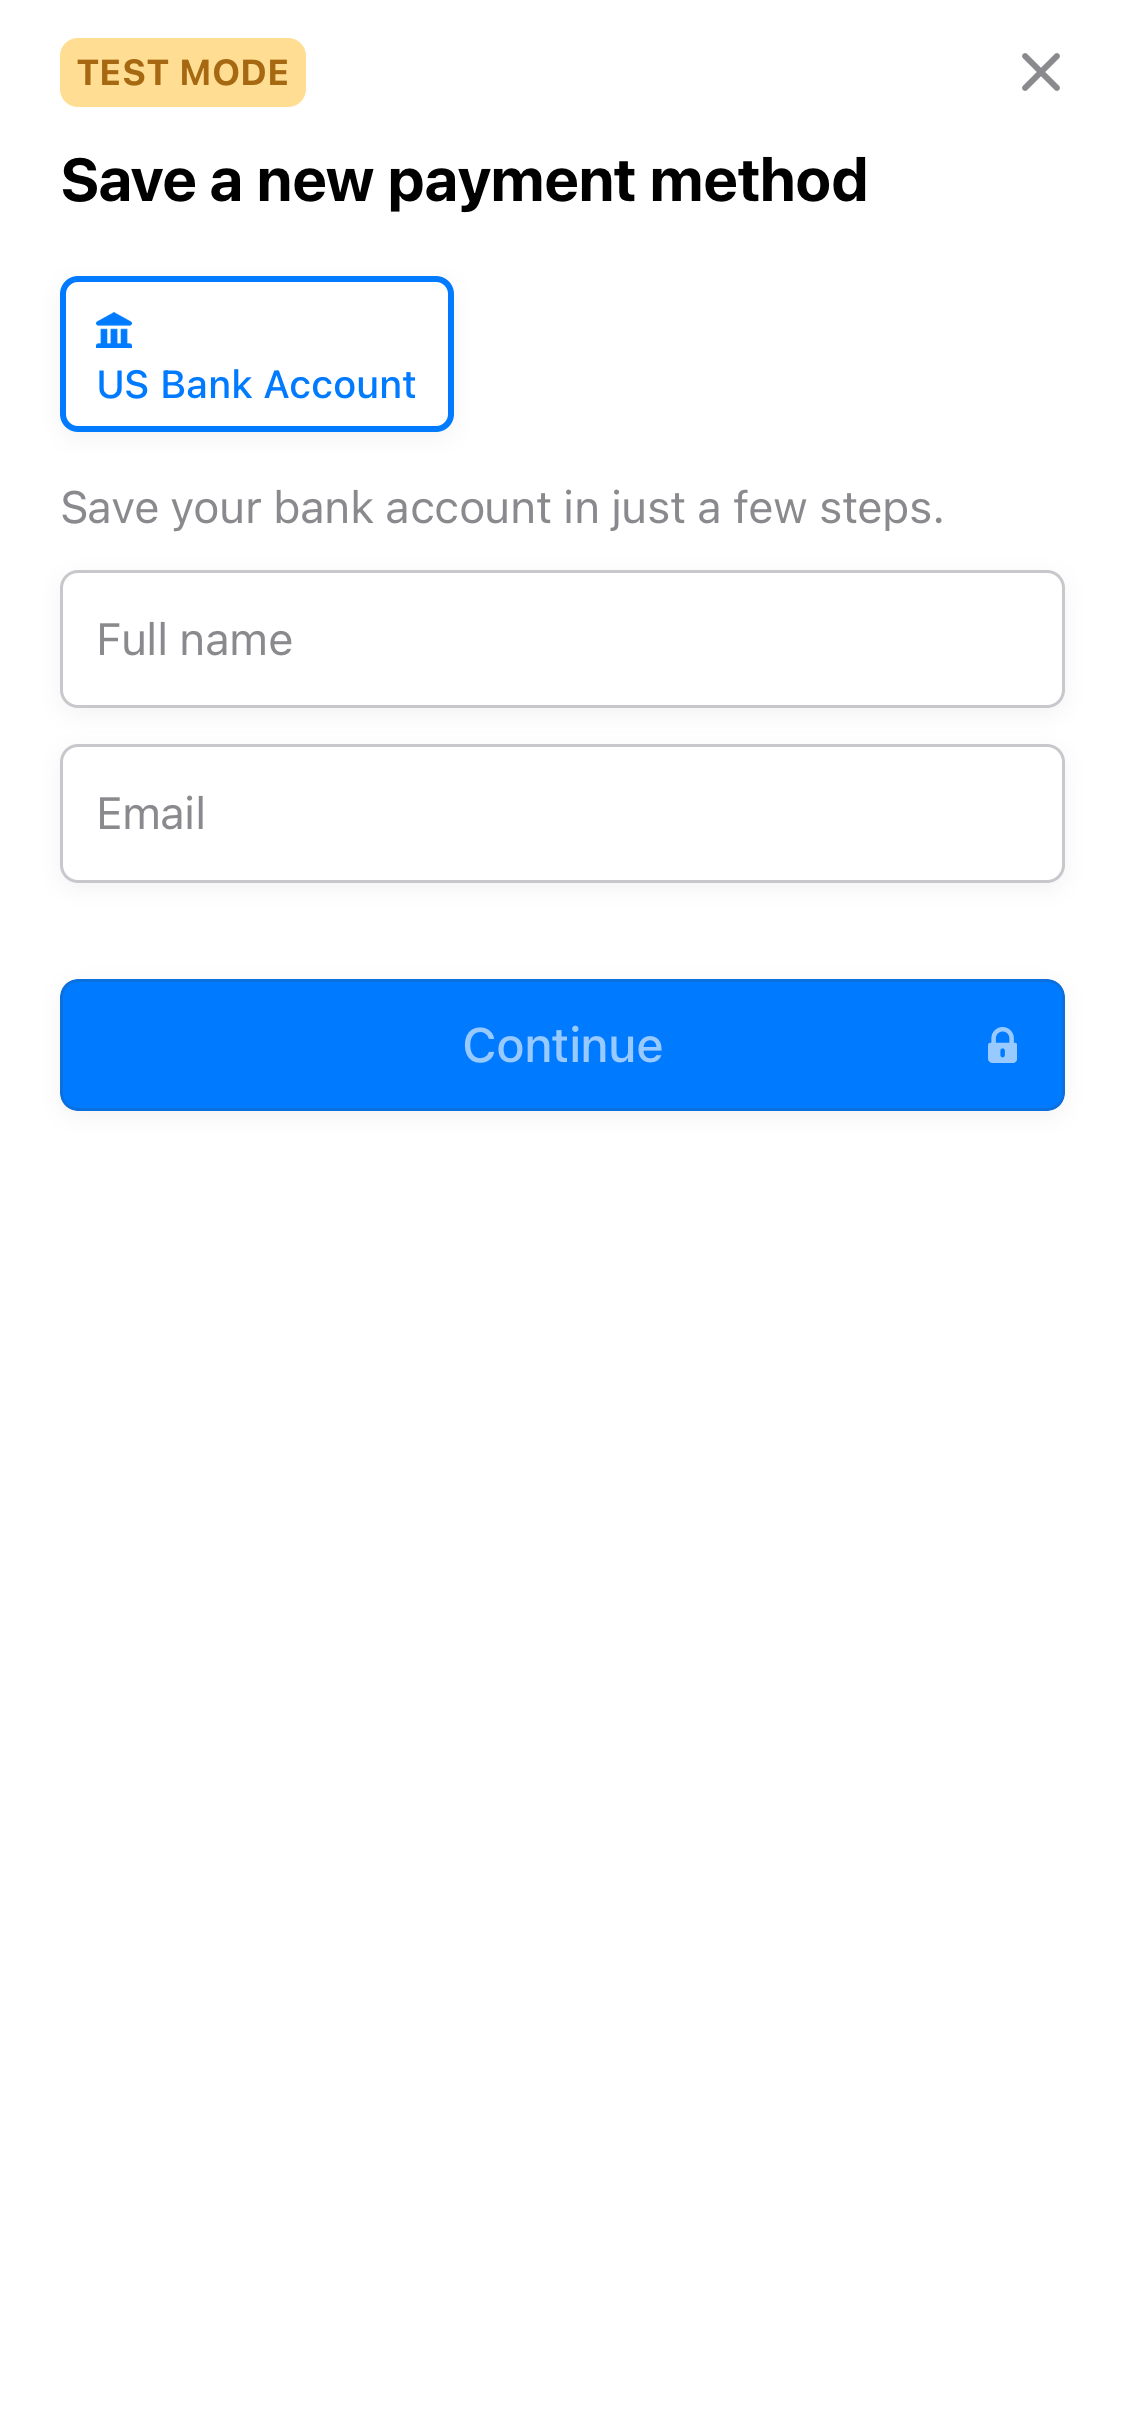 TEST MODE
Save a new payment method
US Bank Account
Save your bank account in just a few steps.
Full name
Email
Continue